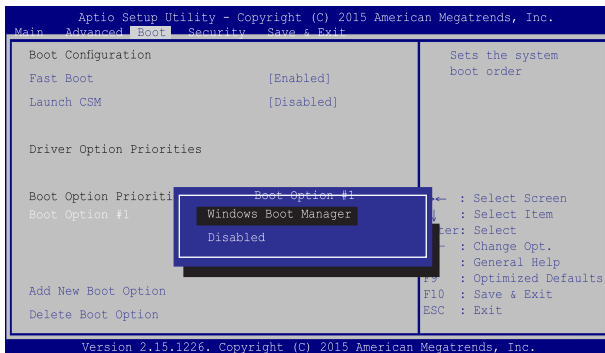 Aptio Setup Utility - Copyright (C) 2015 American Megatrends, Inc.
Main Advanced Boot Security Save & Exit
Boot Configuration
Fast Boot [Enabled]
Launch CSM [Disabled]
Driver Option Priorities
Boot Option Prioriti
Boot Option #1
Boot Option #1
Windows Boot Manager
Disabled
Add New Boot Option
Delete Boot Option
Sets the system
boot order
→← : Select Screen
↓ : Select Item
ter: Select
- : Change Opt.
: General Help
F9 : Optimized Defaults
F10 : Save & Exit
ESC : Exit
Version 2.15.1226. Copyright (C) 2015 American Megatrends, Inc.